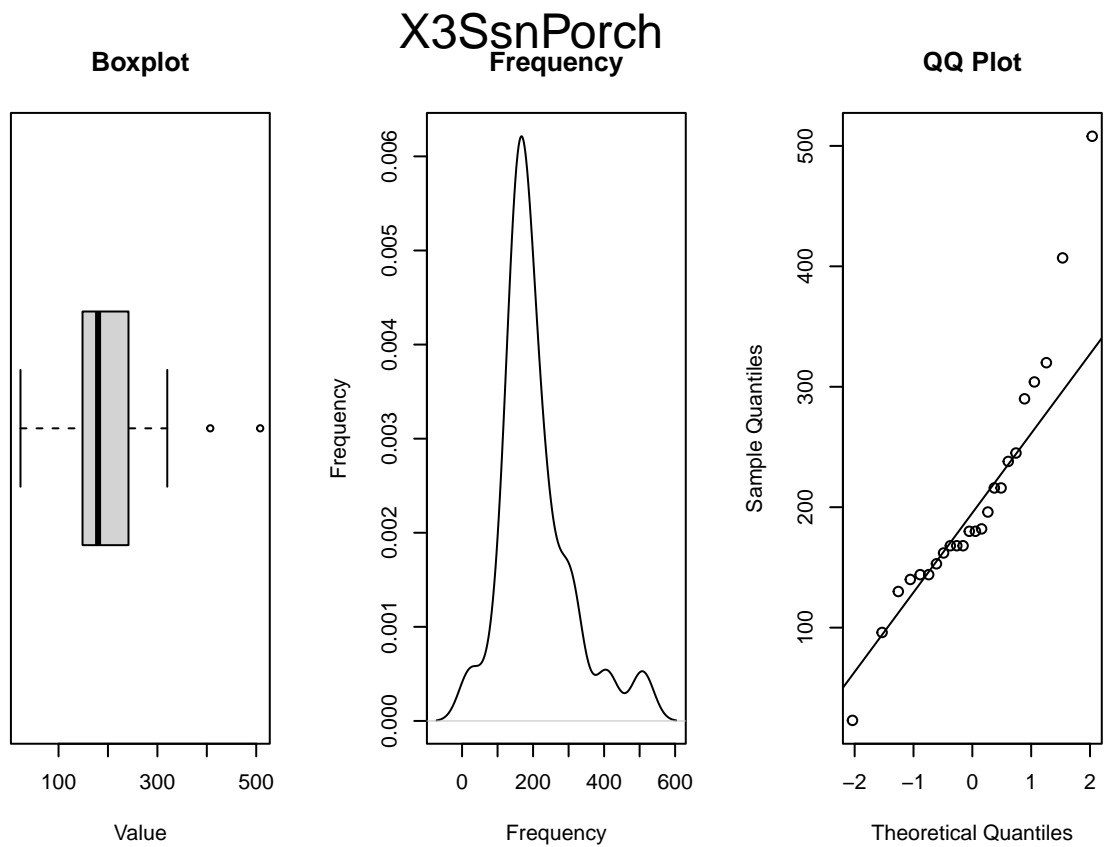 X3SsnPorch
Boxplot
100 300 500
Value
Frequency
Frequency
0.000 0.001 0.002 0.003 0.004 0.005 0.006
0 200 400 600
Frequency
QQ Plot
Sample Quantiles
100 200 300 400 500
−2 −1 0 1 2
Theoretical Quantiles